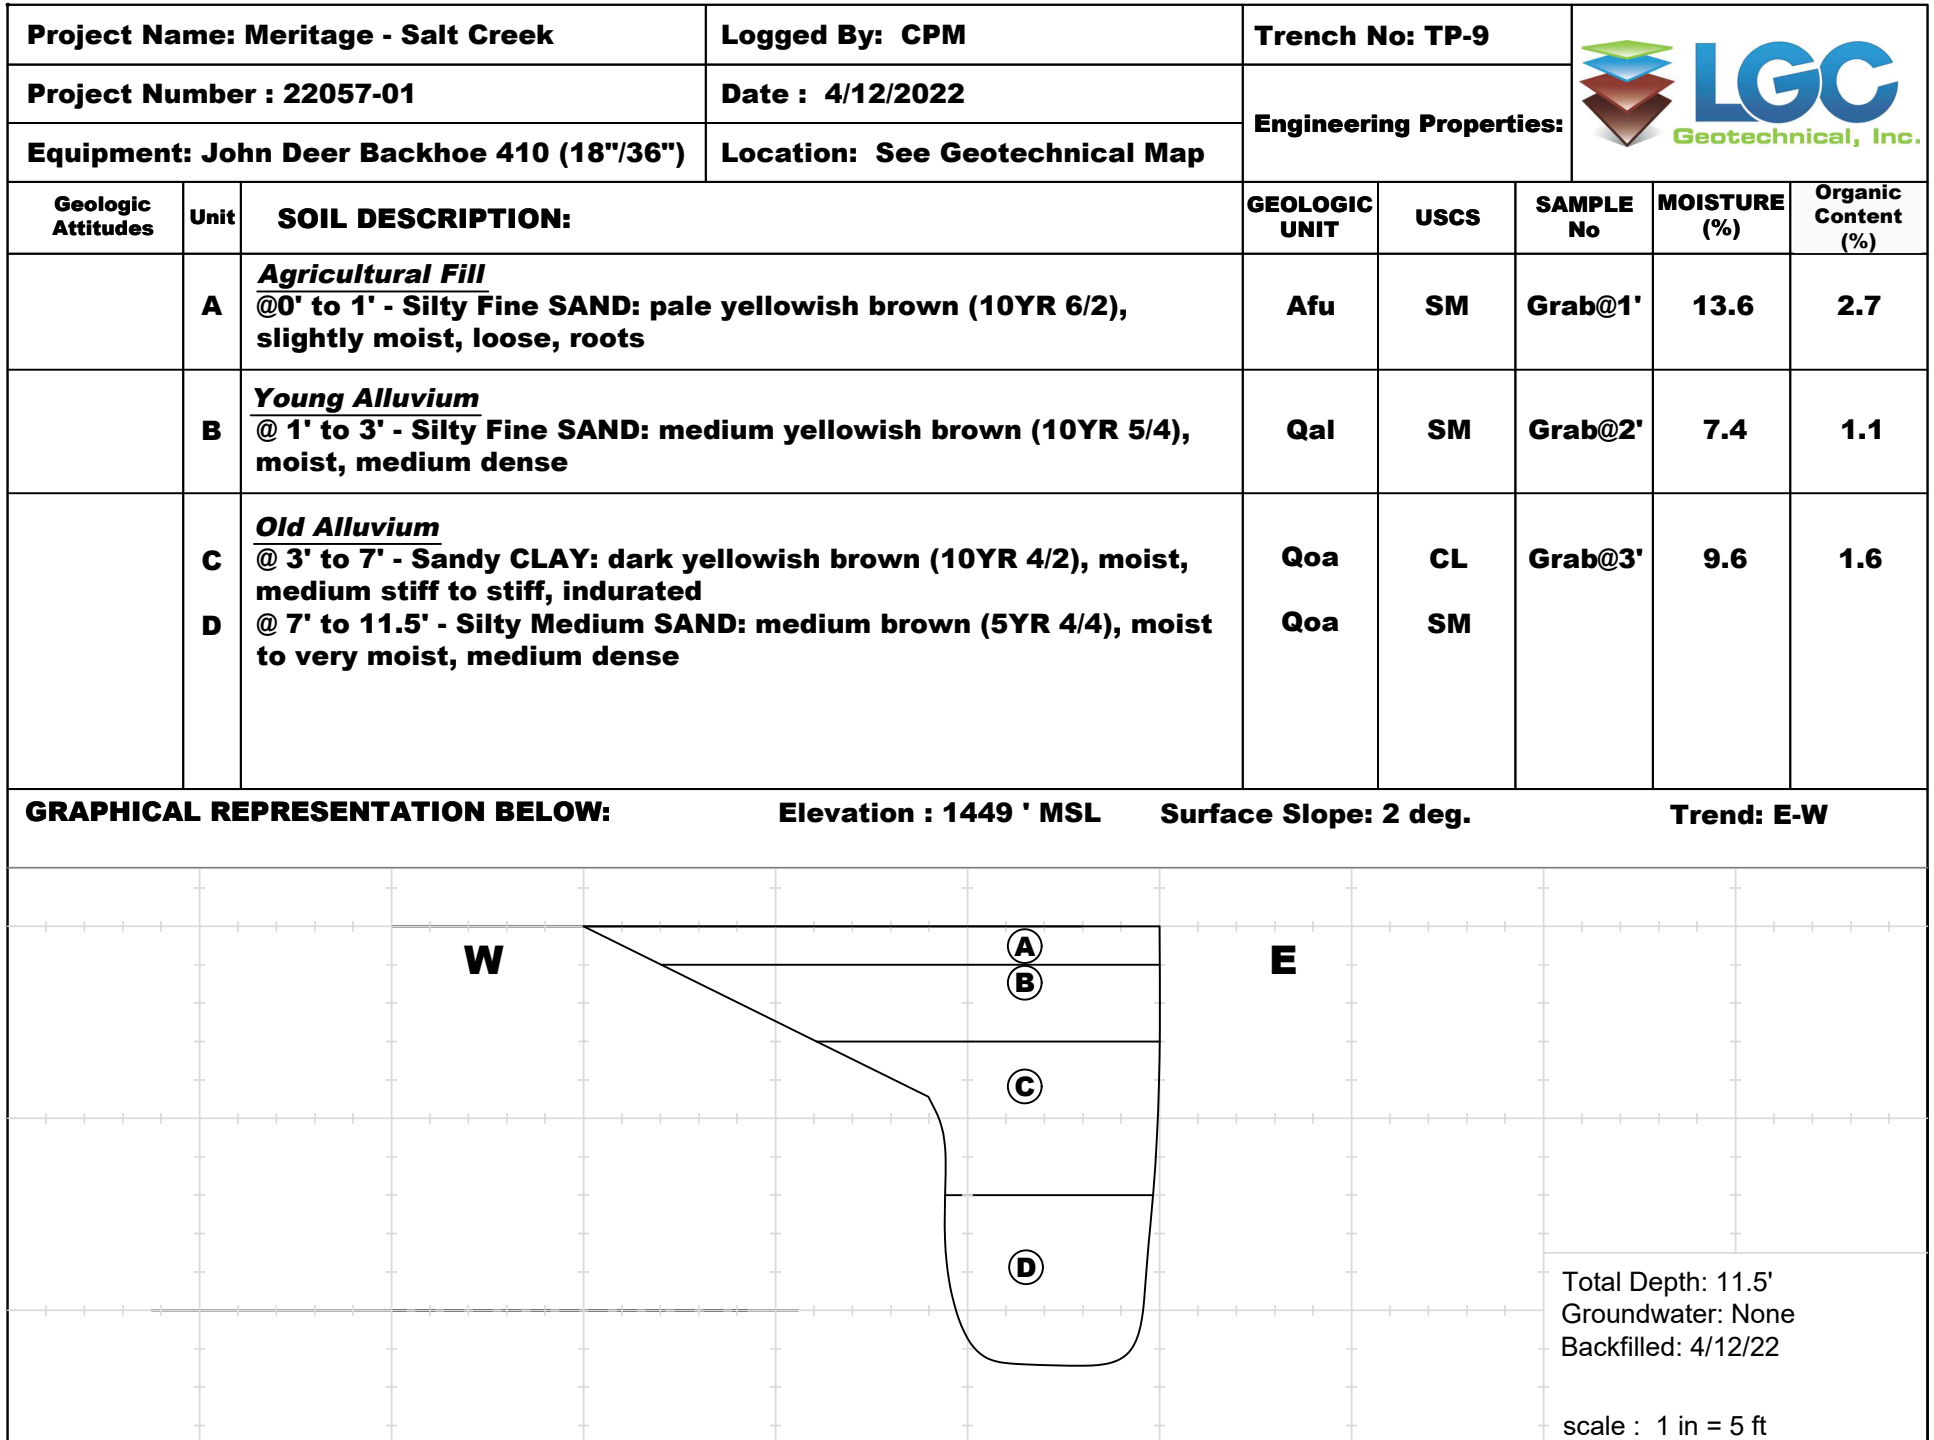 Project Name: Meritage - Salt Creek
Logged By: CPM
Trench No: TP-9
LGC
Geotechnical, Inc.
Project Number : 22057-01
Date : 4/12/2022
Engineering Properties:
Equipment: John Deer Backhoe 410 (18"/36")
Location: See Geotechnical Map
Geologic
Attitudes
Unit
SOIL DESCRIPTION:
GEOLOGIC
UNIT
USCS
SAMPLE
No
MOISTURE
(%)
Organic
Content
(%)
A
Agricultural Fill
@0' to 1' - Silty Fine SAND: pale yellowish brown (10YR 6/2),
slightly moist, loose, roots
Afu
SM
Grab@1'
13.6
2.7
B
Young Alluvium
@ 1' to 3' - Silty Fine SAND: medium yellowish brown (10YR 5/4),
moist, medium dense
Qal
SM
Grab@2'
7.4
1.1
C
Old Alluvium
@ 3' to 7' - Sandy CLAY: dark yellowish brown (10YR 4/2), moist,
medium stiff to stiff, indurated
Qoa
CL
Grab@3'
9.6
1.6
D
@ 7' to 11.5' - Silty Medium SAND: medium brown (5YR 4/4), moist
to very moist, medium dense
Qoa
SM
GRAPHICAL REPRESENTATION BELOW:
Elevation : 1449 ' MSL
Surface Slope: 2 deg.
Trend: E-W
W
A
E
B
C
D
Total Depth: 11.5'
Groundwater: None
Backfilled: 4/12/22
scale : 1 in = 5 ft